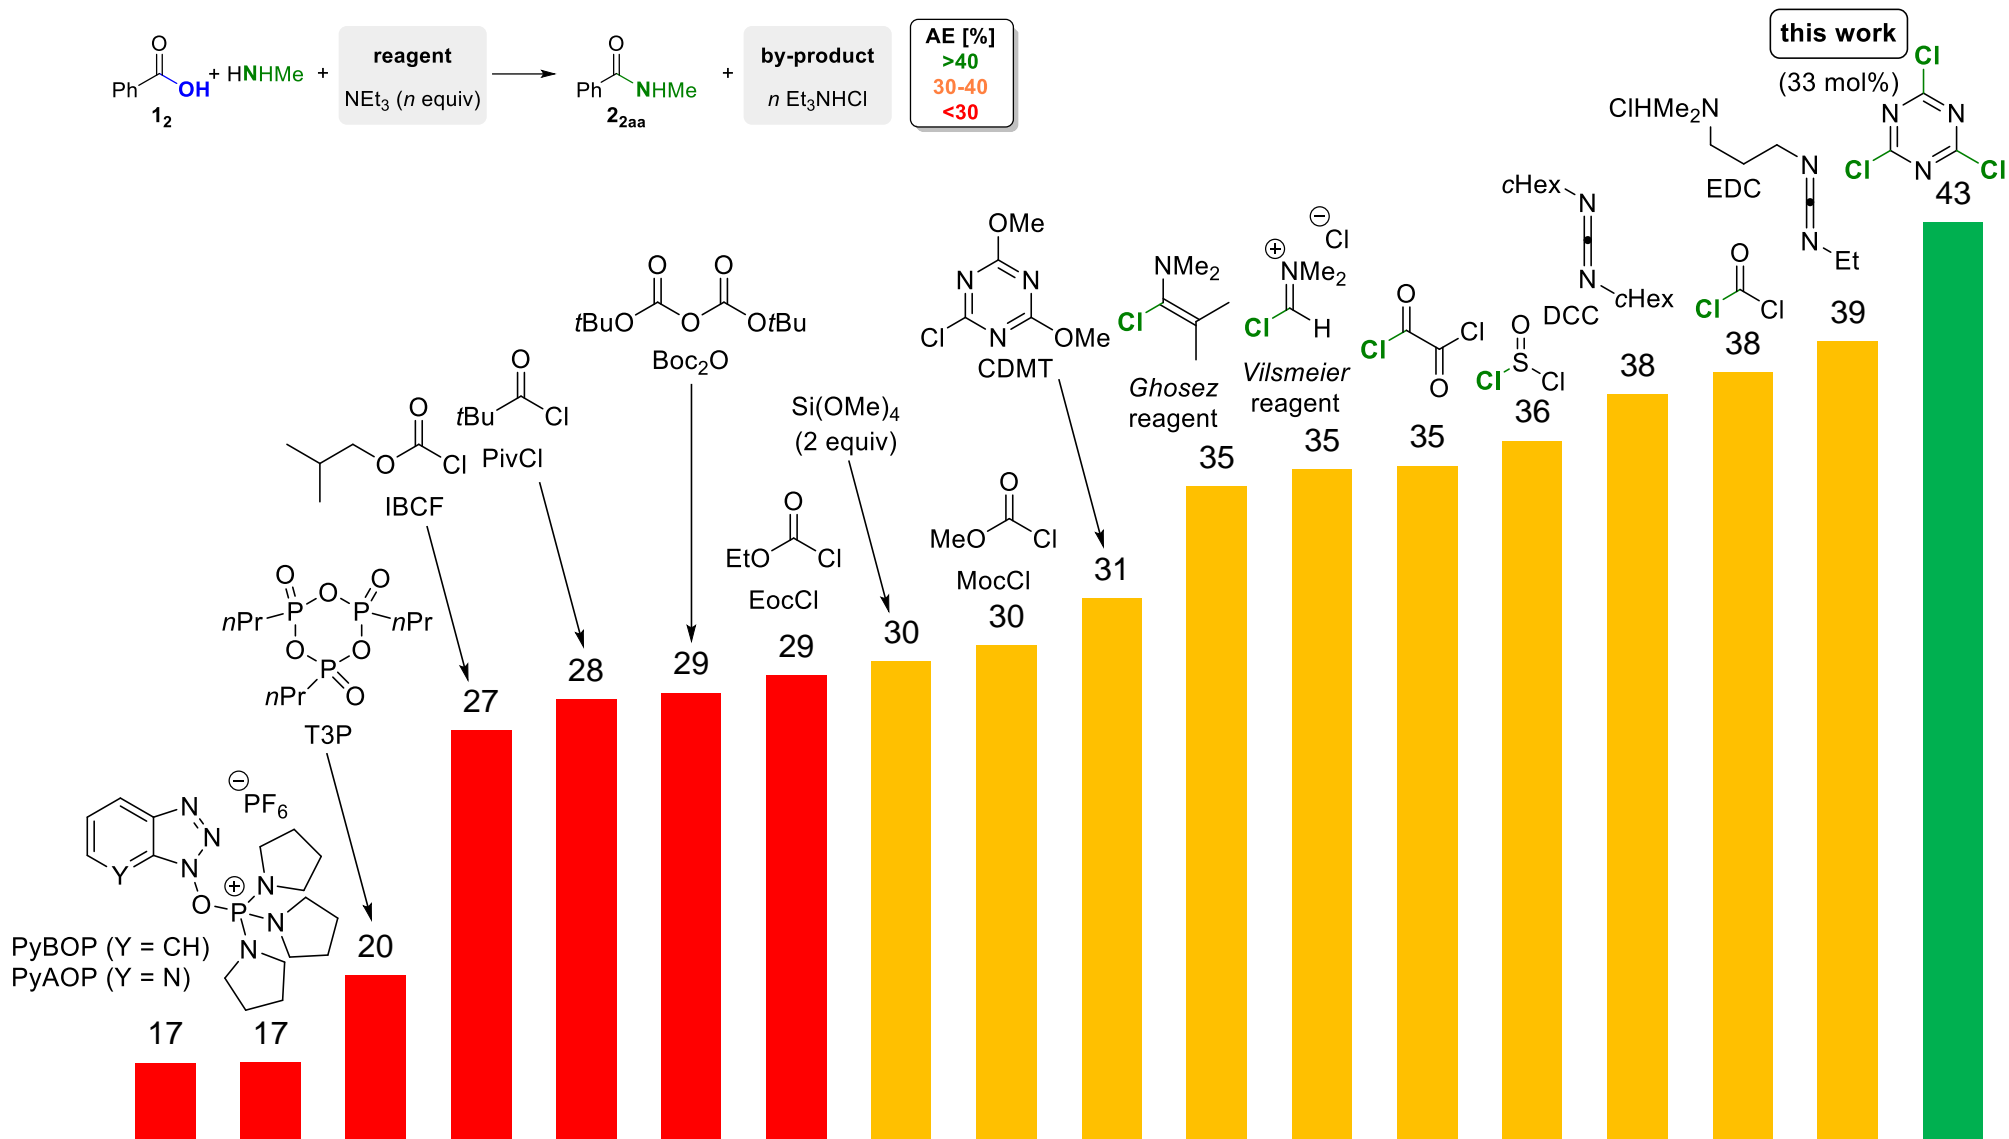 O
Ph
OH
1₂
+
HNHMe
+
reagent
NEt₃ (n equiv)
O
Ph
NHMe
2₂ₐₐ
+
by-product
n Et₃NHCl
AE [%]
>40
30-40
<30
this work
(33 mol%)
Cl
N
N
Cl
N
Cl
43
ClHMe₂N
N
EDC
N
Et
39
O
Cl
Cl
38
cHex
N
N
cHex
DCC
38
O
S
Cl
Cl
36
O
Cl
Cl
O
35
⊖
Cl
⊕
NMe₂
Cl
H
Vilsmeier
reagent
35
NMe₂
Cl
Ghosez
reagent
35
OMe
N
N
Cl
N
OMe
CDMT
31
O
MeO
Cl
MocCl
30
Si(OMe)₄
(2 equiv)
30
O
EtO
Cl
EocCl
29
O
O
tBuO
O
OtBu
Boc₂O
29
O
tBu
Cl
PivCl
28
O
O
Cl
IBCF
27
O
O
O
P
P
nPr
nPr
O
O
P
nPr
O
T3P
20
⊖
PF₆
N
N
N
Y
⊕
N
O
P
N
N
PyBOP (Y = CH)
PyAOP (Y = N)
17
17